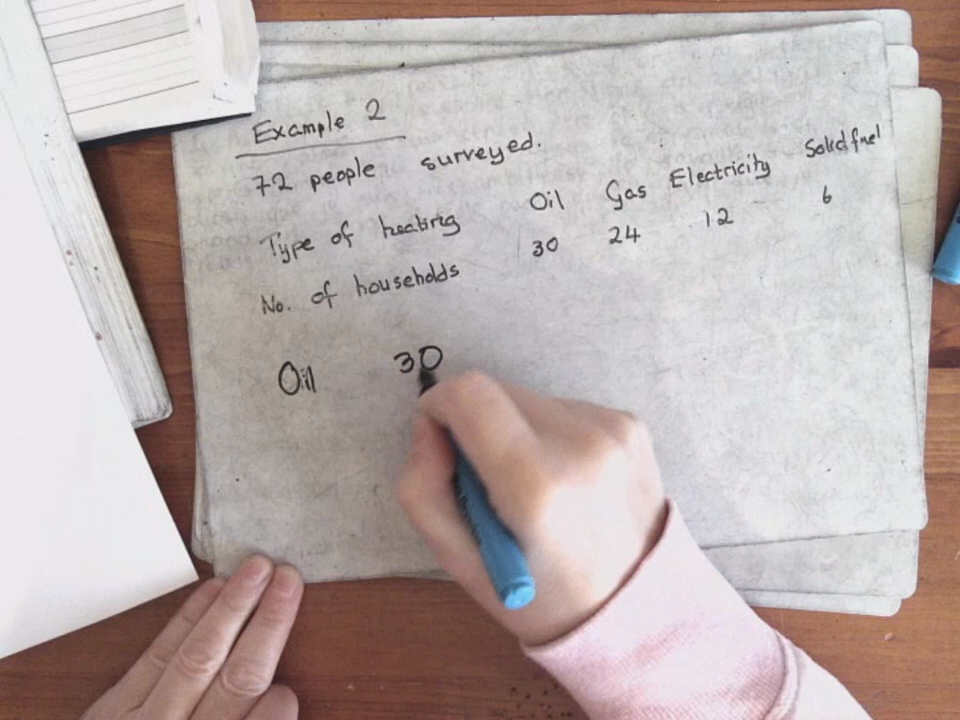 Example 2
72 people surveyed.
Type of heating Oil Gas Electricity Solid fuel
No. of households 30 24 12 6
Oil 30